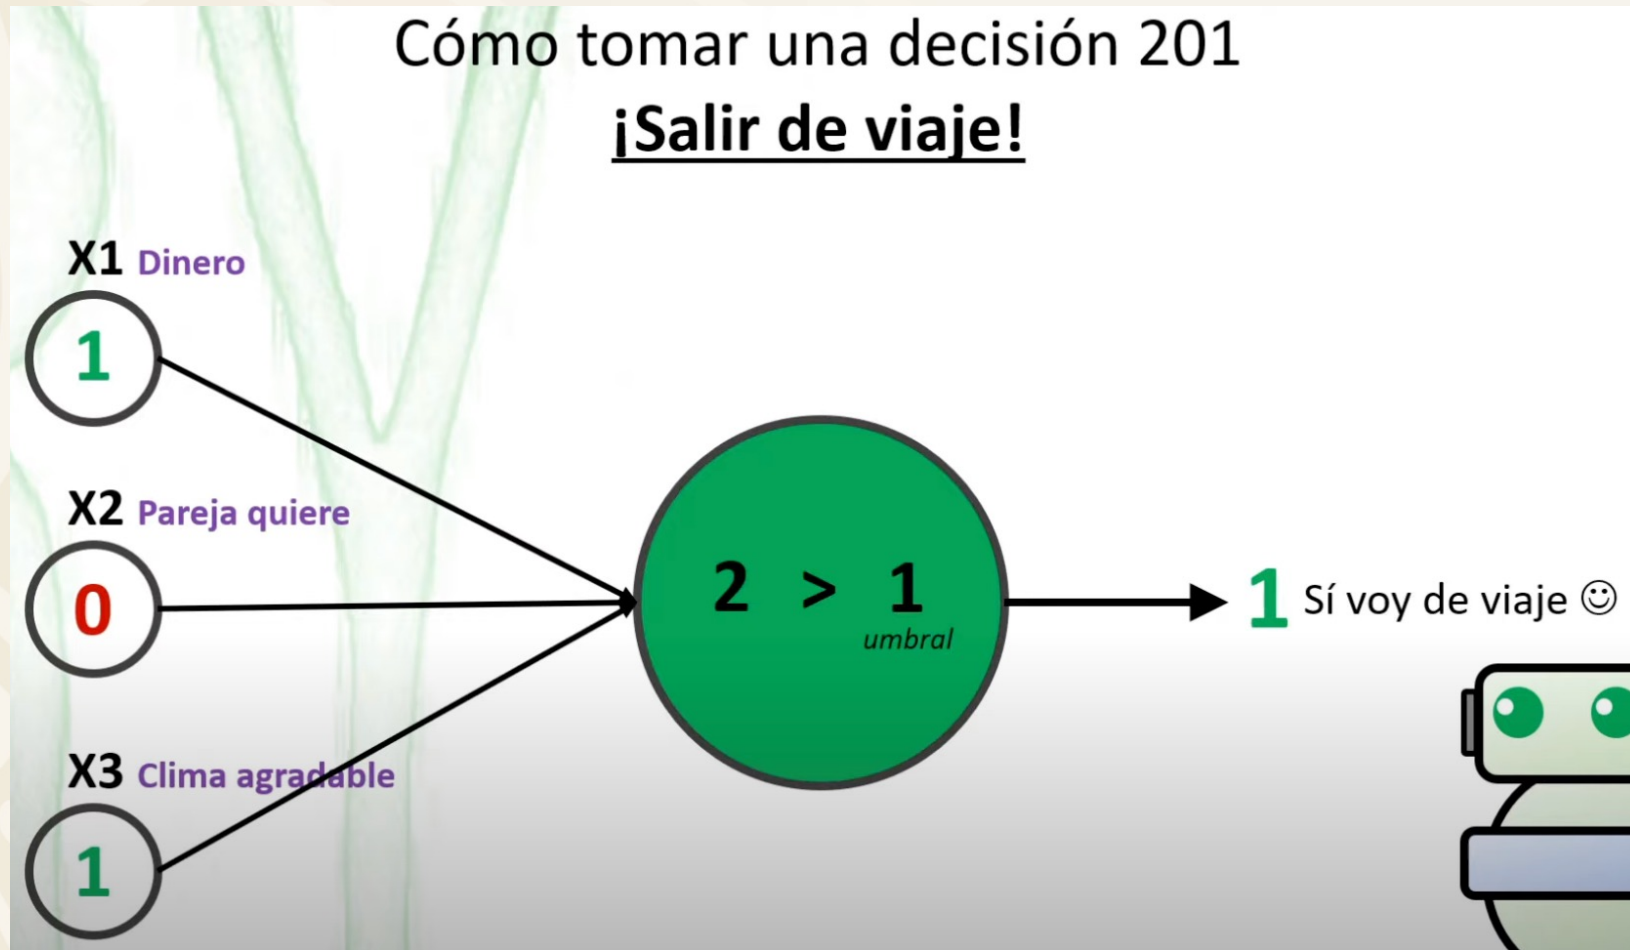 Cómo tomar una decisión 201
¡Salir de viaje!
X1 Dinero
1
X2 Pareja quiere
0
2 > 1
umbral
1 Sí voy de viaje ☺
X3 Clima agradable
1